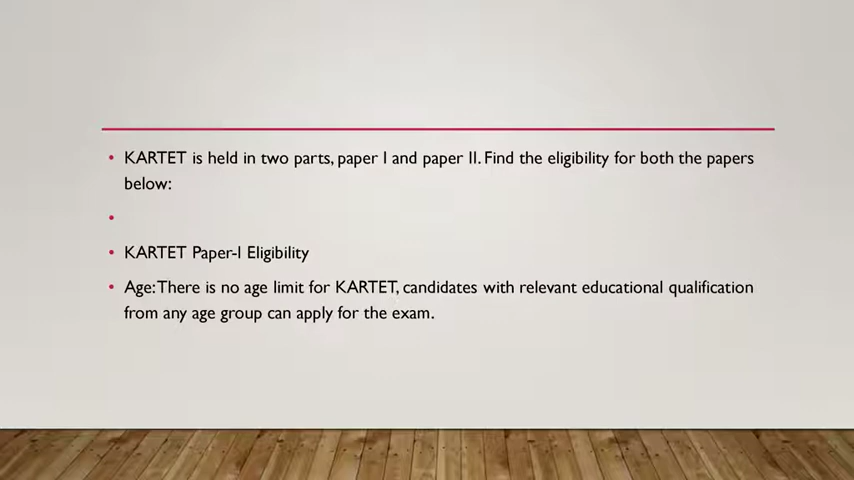 KARTET is held in two parts, paper I and paper II. Find the eligibility for both the papers
below:
KARTET Paper-I Eligibility
Age: There is no age limit for KARTET, candidates with relevant educational qualification
from any age group can apply for the exam.